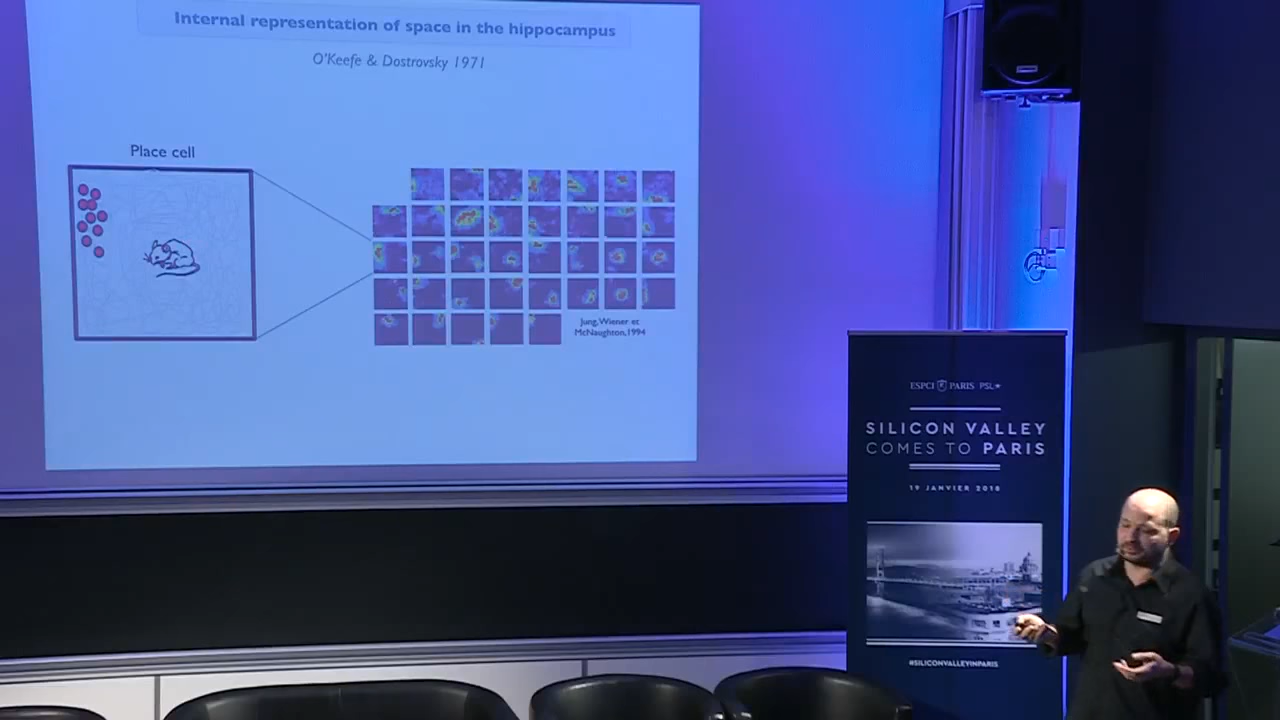 Internal representation of space in the hippocampus
O'Keefe & Dostrovsky 1971
Place cell
Jung, Wiener et
McNaughton, 1994
ESPCI PARIS PSL★
SILICON VALLEY
COMES TO PARIS
19 JANVIER 2018
#SILICONVALLEYINPARIS